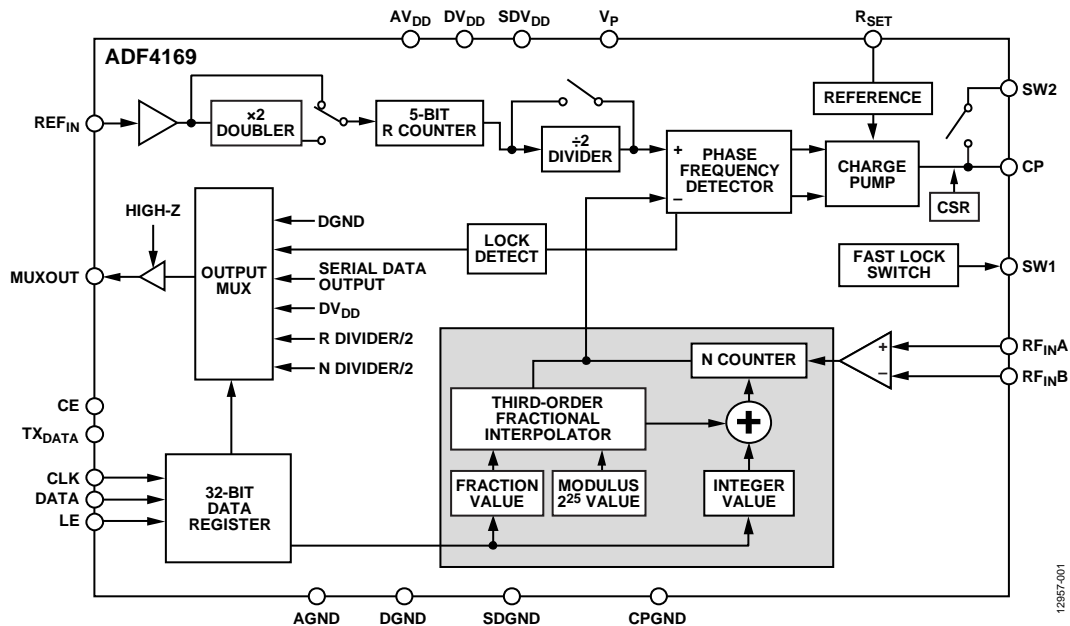 AVDD DVDD SDVDD VP RSET
ADF4169
REFIN
×2
DOUBLER
5-BIT
R COUNTER
÷2
DIVIDER
+
−
PHASE
FREQUENCY
DETECTOR
REFERENCE
CHARGE
PUMP
SW2
CP
CSR
HIGH-Z
MUXOUT
OUTPUT
MUX
DGND
LOCK
DETECT
SERIAL DATA
OUTPUT
DVDD
R DIVIDER/2
N DIVIDER/2
FAST LOCK
SWITCH
SW1
N COUNTER
+
−
RFINA
RFINB
THIRD-ORDER
FRACTIONAL
INTERPOLATOR
+
CE
TXDATA
CLK
DATA
LE
32-BIT
DATA
REGISTER
FRACTION
VALUE
MODULUS
2²⁵ VALUE
INTEGER
VALUE
AGND DGND SDGND CPGND
12957-001